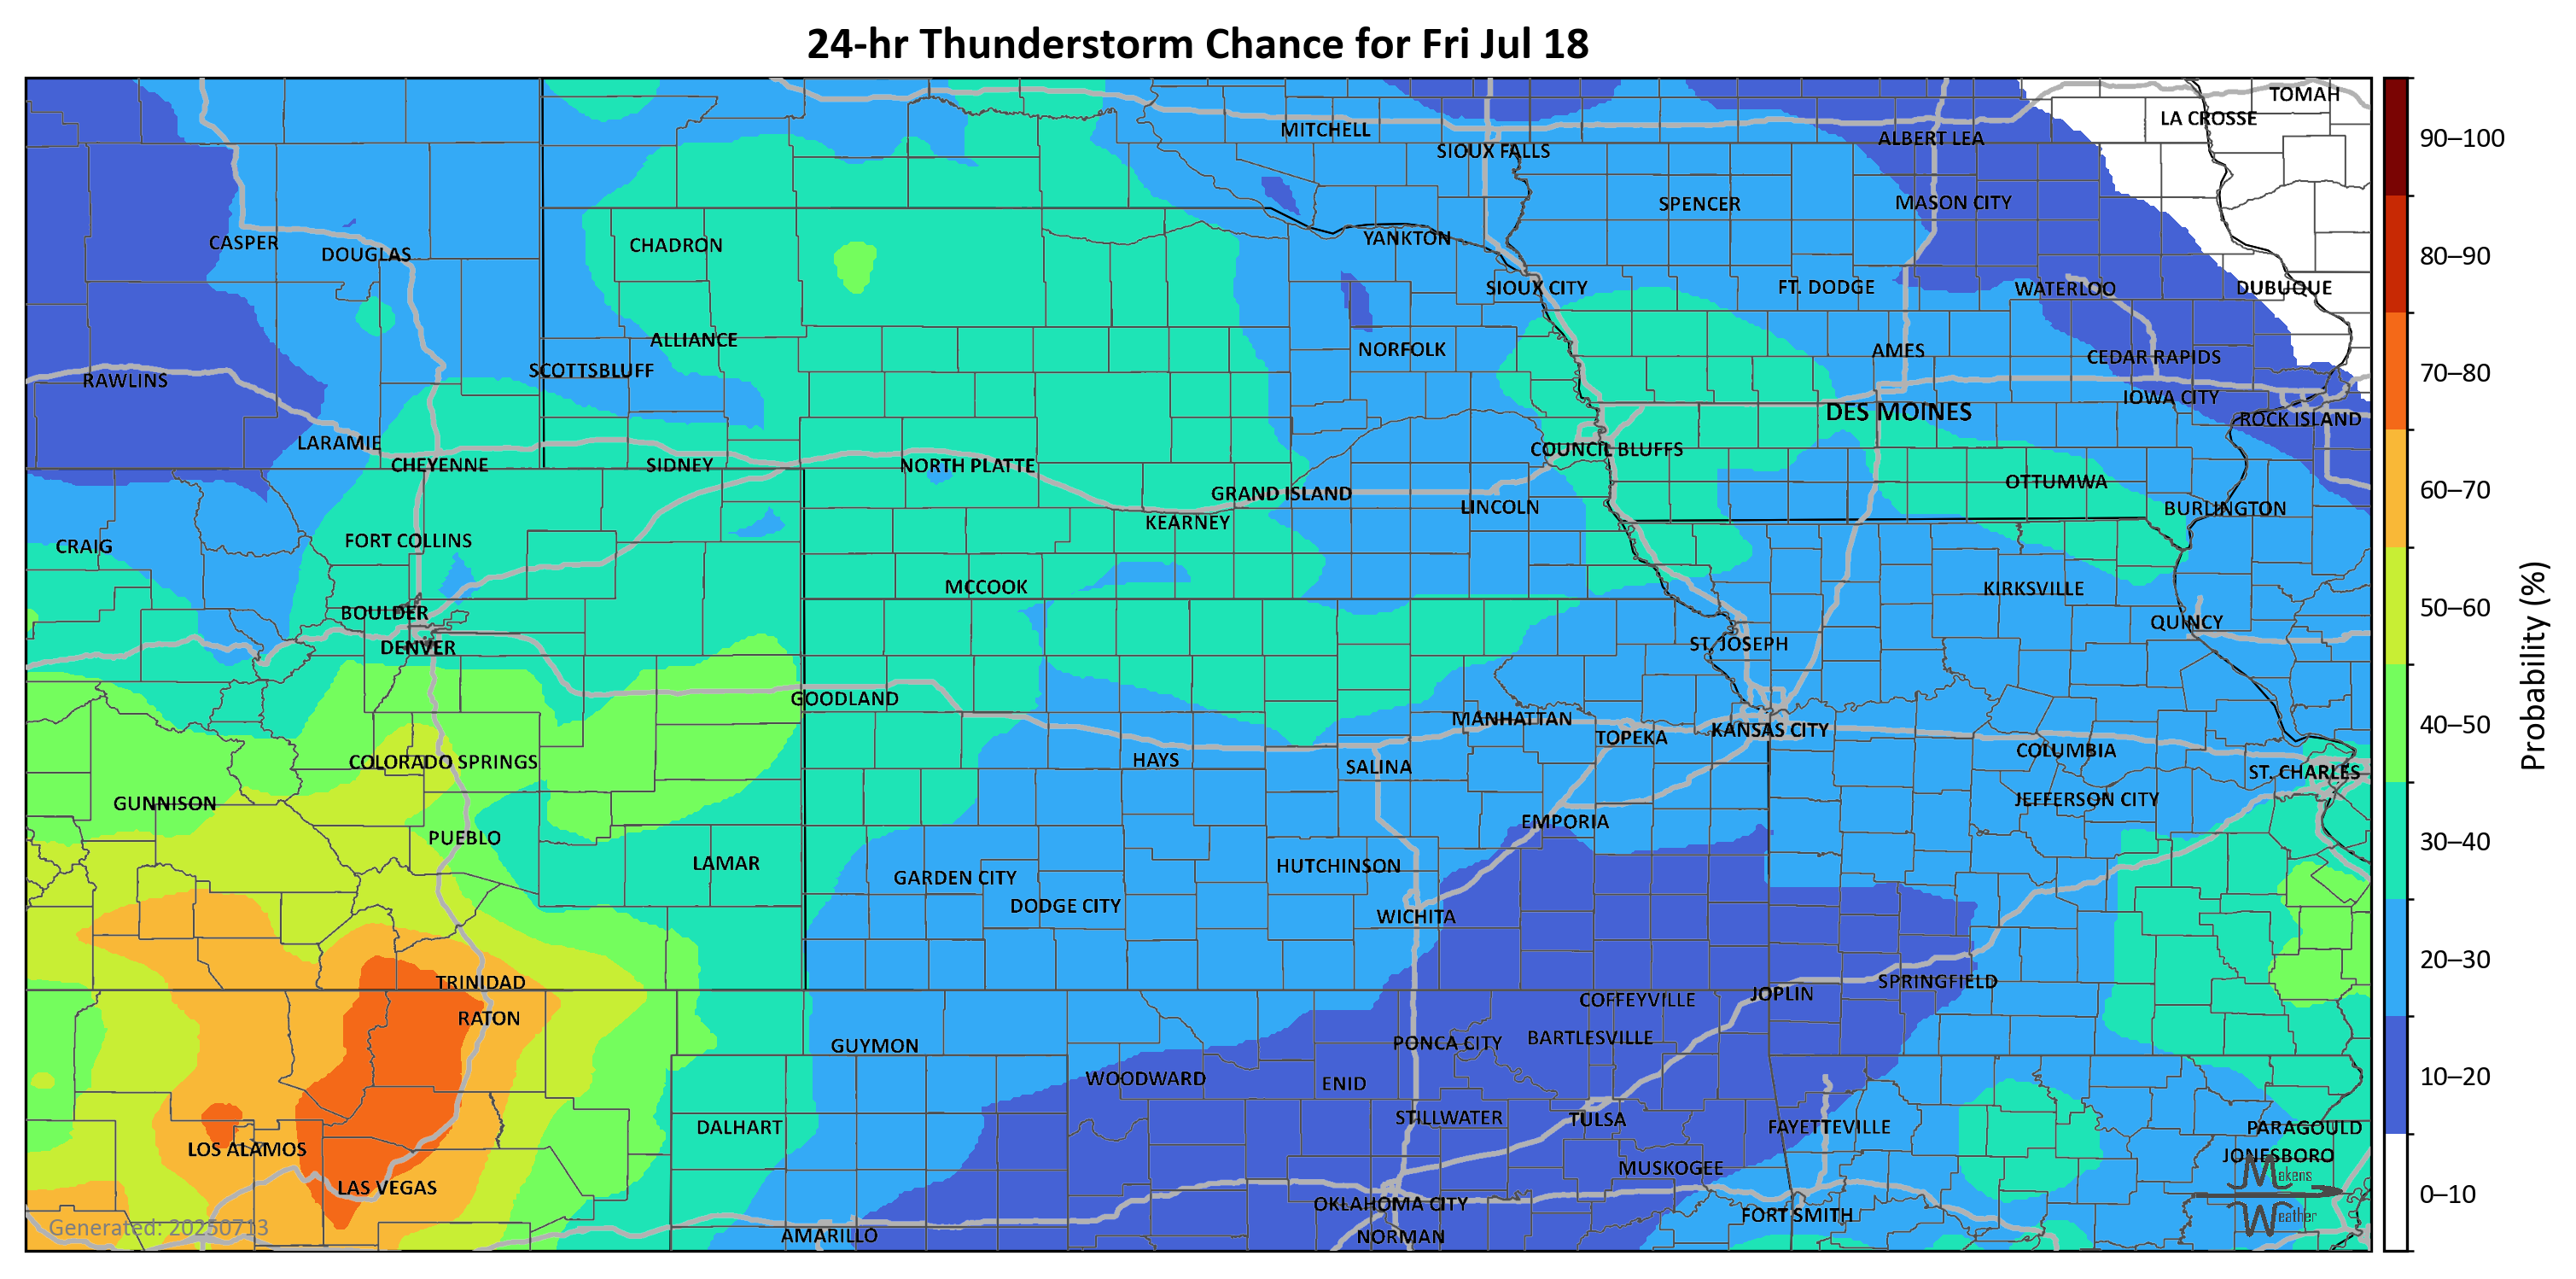 24-hr Thunderstorm Chance for Fri Jul 18
TOMAH
LA CROSSE
MITCHELL
ALBERT LEA
SIOUX FALLS
SPENCER
MASON CITY
CASPER
DOUGLAS
CHADRON
YANKTON
SIOUX CITY
FT. DODGE
WATERLOO
DUBUQUE
ALLIANCE
NORFOLK
AMES
CEDAR RAPIDS
RAWLINS
SCOTTSBLUFF
IOWA CITY
DES MOINES
ROCK ISLAND
LARAMIE
CHEYENNE
SIDNEY
NORTH PLATTE
COUNCIL BLUFFS
GRAND ISLAND
LINCOLN
OTTUMWA
BURLINGTON
KEARNEY
CRAIG
FORT COLLINS
MCCOOK
KIRKSVILLE
BOULDER
QUINCY
DENVER
ST. JOSEPH
GOODLAND
MANHATTAN
TOPEKA
KANSAS CITY
COLUMBIA
COLORADO SPRINGS
HAYS
SALINA
ST. CHARLES
GUNNISON
JEFFERSON CITY
PUEBLO
EMPORIA
LAMAR
GARDEN CITY
HUTCHINSON
DODGE CITY
WICHITA
TRINIDAD
SPRINGFIELD
RATON
COFFEYVILLE
JOPLIN
GUYMON
PONCA CITY
BARTLESVILLE
WOODWARD
ENID
DALHART
STILLWATER
TULSA
FAYETTEVILLE
PARAGOULD
LOS ALAMOS
JONESBORO
MUSKOGEE
LAS VEGAS
OKLAHOMA CITY
FORT SMITH
AMARILLO
NORMAN
Generated: 20250713
Makens
Weather
90–100
80–90
70–80
60–70
50–60
40–50
30–40
20–30
10–20
0–10
Probability (%)